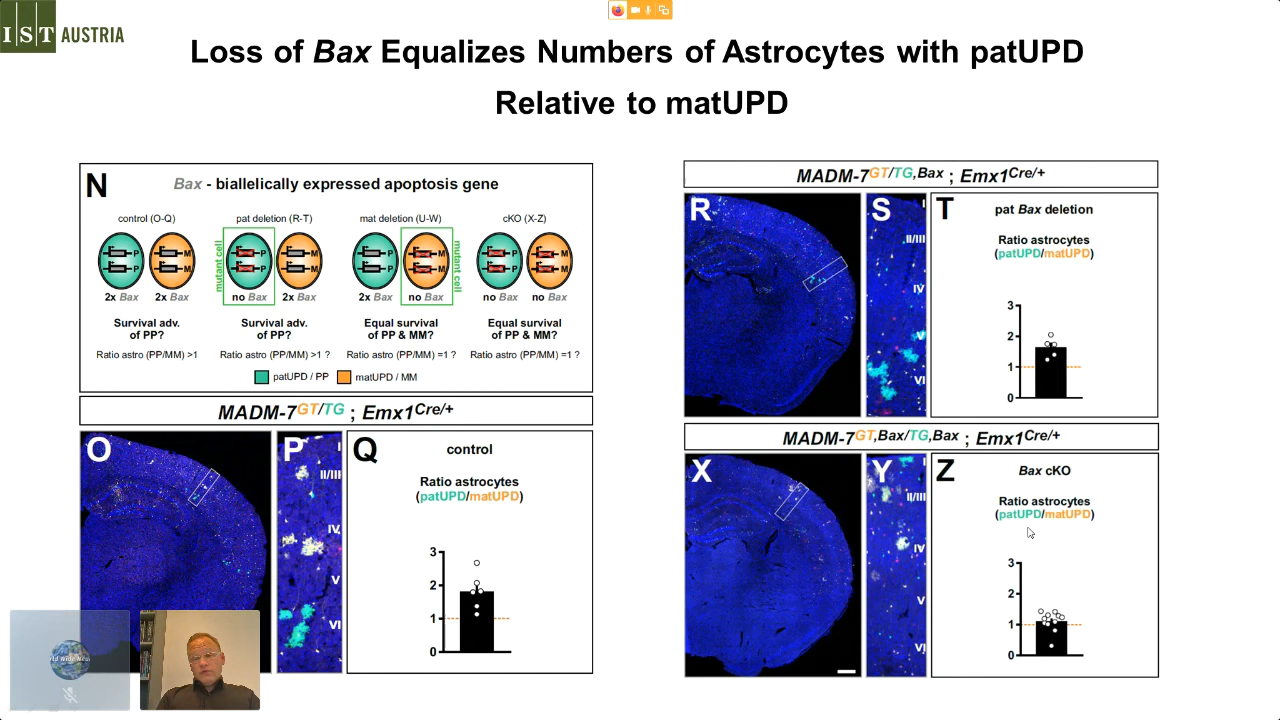 IST AUSTRIA
Loss of Bax Equalizes Numbers of Astrocytes with patUPD
Relative to matUPD
N
Bax - biallelically expressed apoptosis gene
control (O-Q)
pat deletion (R-T)
mat deletion (U-W)
cKO (X-Z)
mutant cell
mutant cell
P M P M P M P M
P M P M P M P M
2x Bax 2x Bax
no Bax 2x Bax
2x Bax no Bax
no Bax no Bax
Survival adv.
of PP?
Survival adv.
of PP?
Equal survival
of PP & MM?
Equal survival
of PP & MM?
Ratio astro (PP/MM) >1
Ratio astro (PP/MM) >1 ?
Ratio astro (PP/MM) =1 ?
Ratio astro (PP/MM) =1 ?
patUPD / PP
matUPD / MM
MADM-7GT/TG ; Emx1Cre/+
O
P
I
II/III
IV
V
VI
Q
control
Ratio astrocytes
(patUPD/matUPD)
3
2
1
0
MADM-7GT/TG,Bax ; Emx1Cre/+
R
S
I
II/III
IV
V
VI
T
pat Bax deletion
Ratio astrocytes
(patUPD/matUPD)
3
2
1
0
MADM-7GT,Bax/TG,Bax ; Emx1Cre/+
X
Y
I
II/III
IV
V
VI
Z
Bax cKO
Ratio astrocytes
(patUPD/matUPD)
3
2
1
0